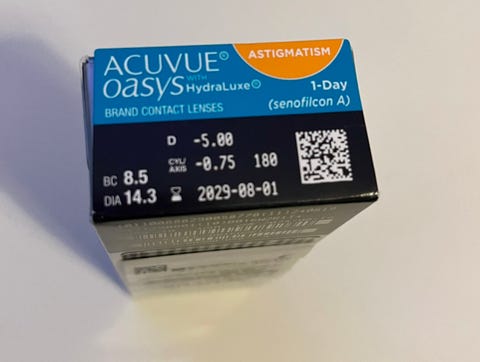 ACUVUE®
ASTIGMATISM
oasys WITH HydraLuxe®
1-Day
BRAND CONTACT LENSES
(senofilcon A)
D -5.00
CYL/AXIS -0.75 180
BC 8.5
DIA 14.3 2029-08-01